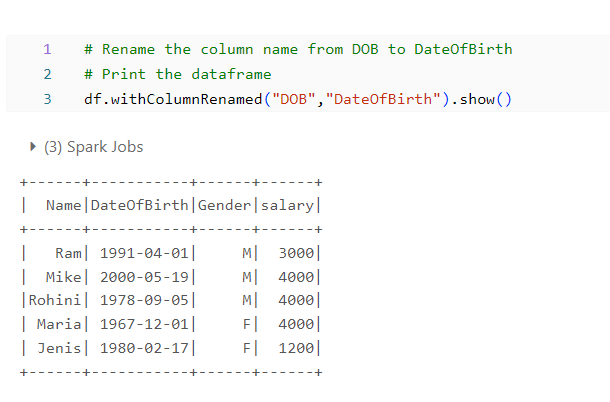 1 # Rename the column name from DOB to DateOfBirth
2 # Print the dataframe
3 df.withColumnRenamed("DOB","DateOfBirth").show()
(3) Spark Jobs
+------+-----------+------+------+
|  Name|DateOfBirth|Gender|salary|
+------+-----------+------+------+
|   Ram| 1991-04-01|     M|  3000|
|  Mike| 2000-05-19|     M|  4000|
|Rohini| 1978-09-05|     M|  4000|
| Maria| 1967-12-01|     F|  4000|
| Jenis| 1980-02-17|     F|  1200|
+------+-----------+------+------+